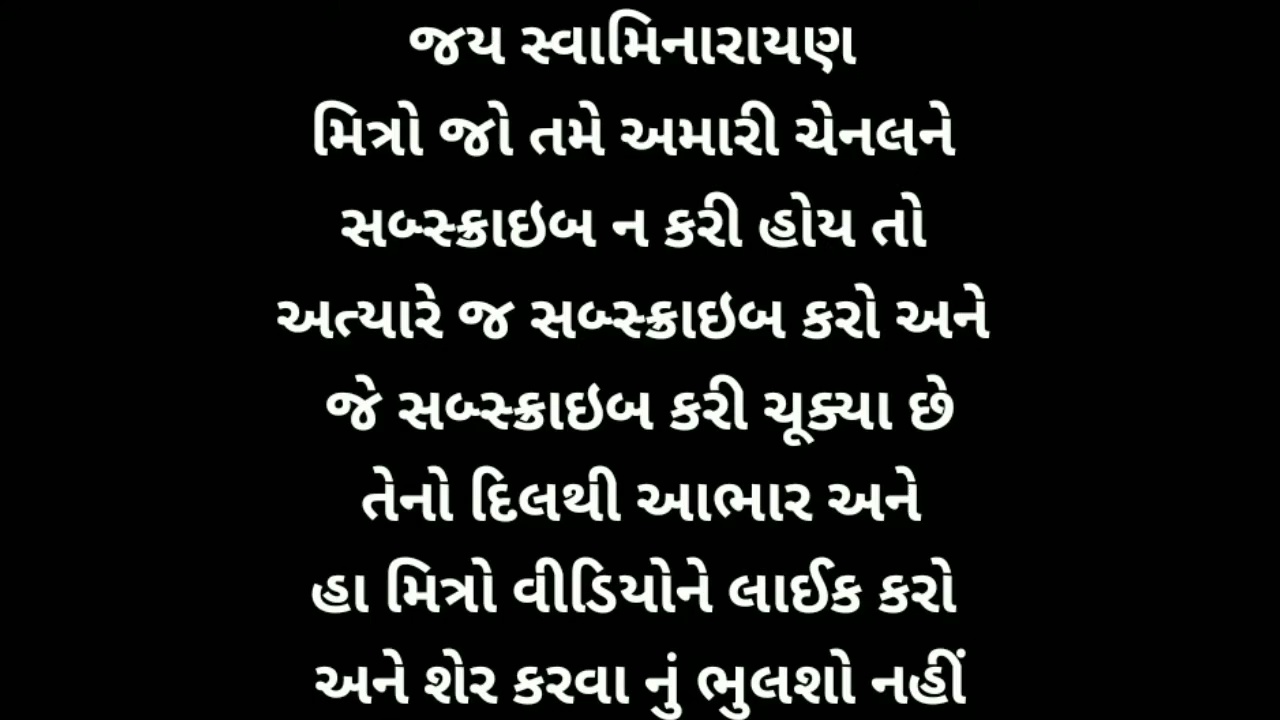 જય સ્વામિનારાયણ
મિત્રો જો તમે અમારી ચેનલને
સબ્સ્ક્રાઇબ ન કરી હોય તો
અત્યારે જ સબ્સ્ક્રાઇબ કરો અને
જે સબ્સ્ક્રાઇબ કરી ચૂક્યા છે
તેનો દિલથી આભાર અને
હા મિત્રો વીડિયોને લાઈક કરો
અને શેર કરવા નું ભુલશો નહીં